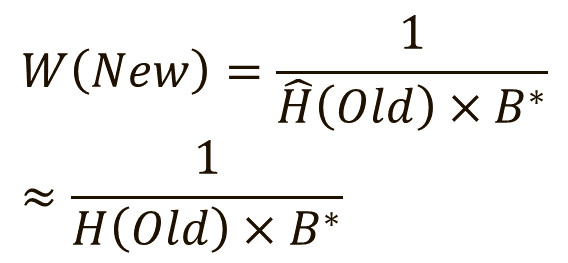 W(New) = 1 / Ĥ(Old) × B*
≈ 1 / H(Old) × B*